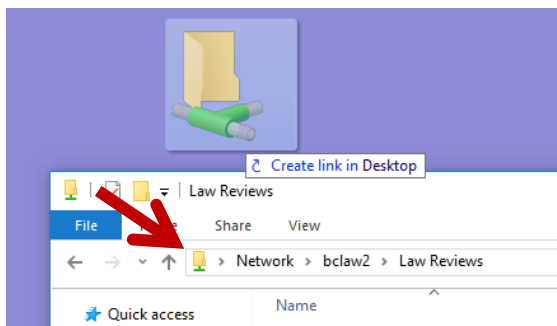 Create link in Desktop
Law Reviews
File Share View
Network > bclaw2 > Law Reviews
Quick access Name